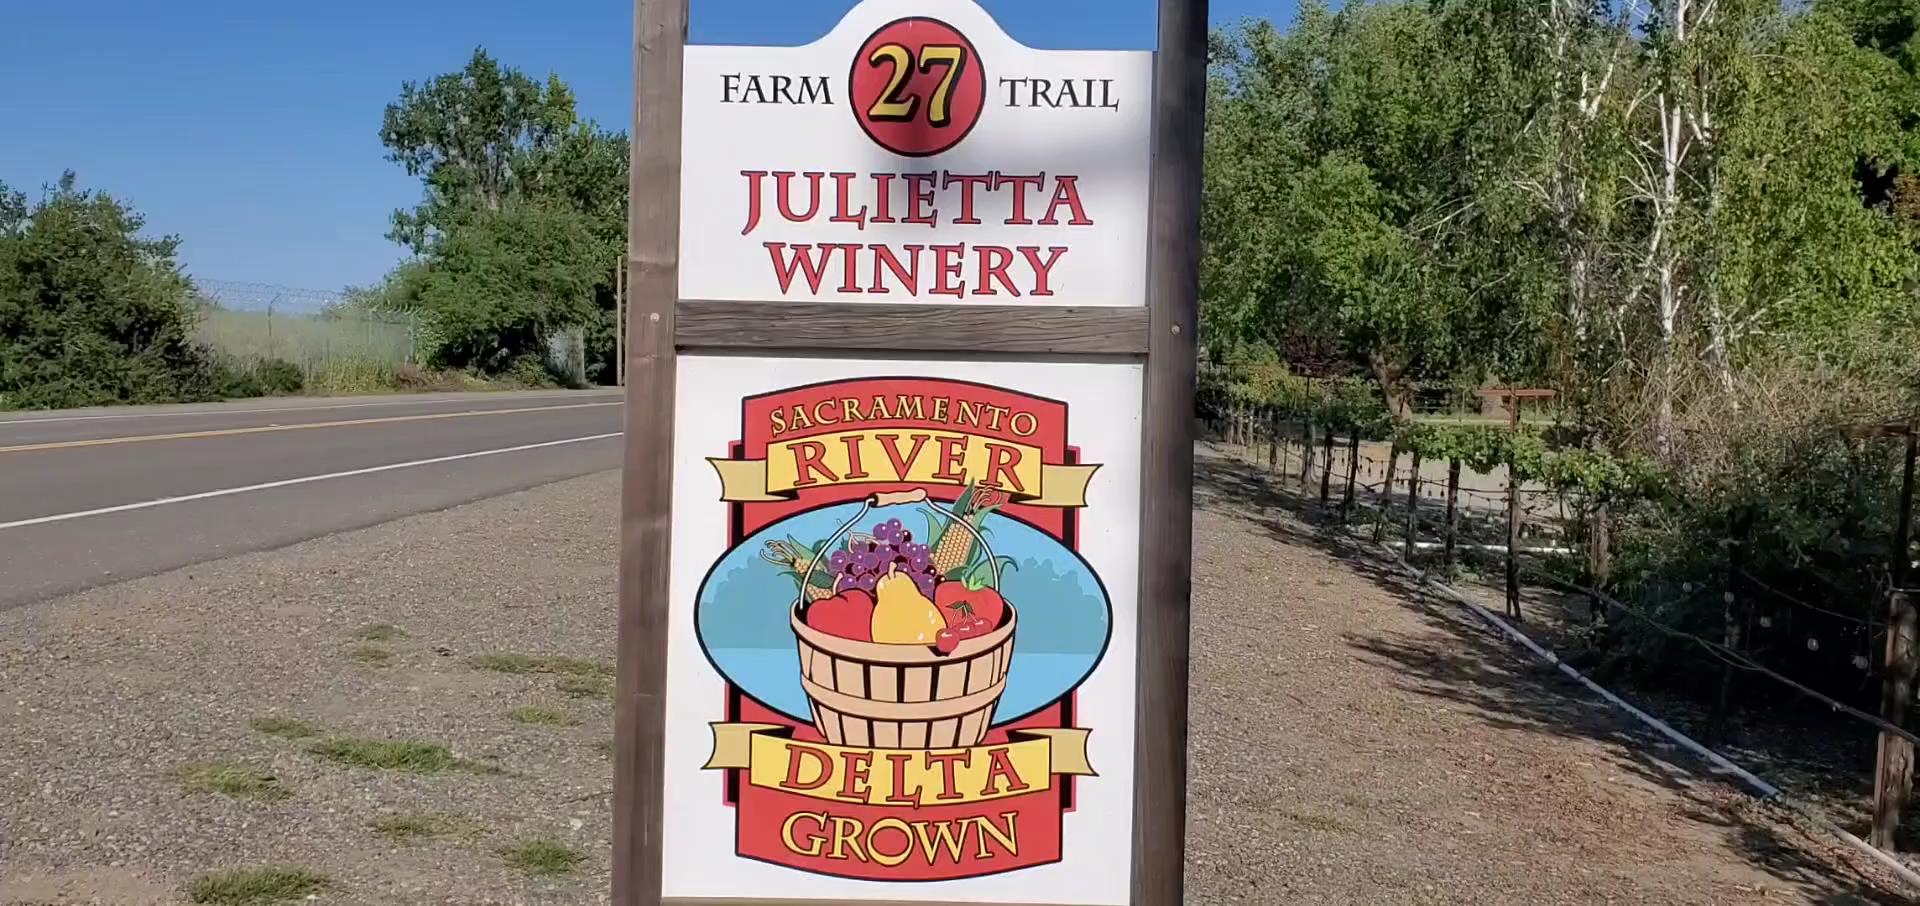 FARM 27 TRAIL
JULIETTA
WINERY
SACRAMENTO
RIVER
DELTA
GROWN